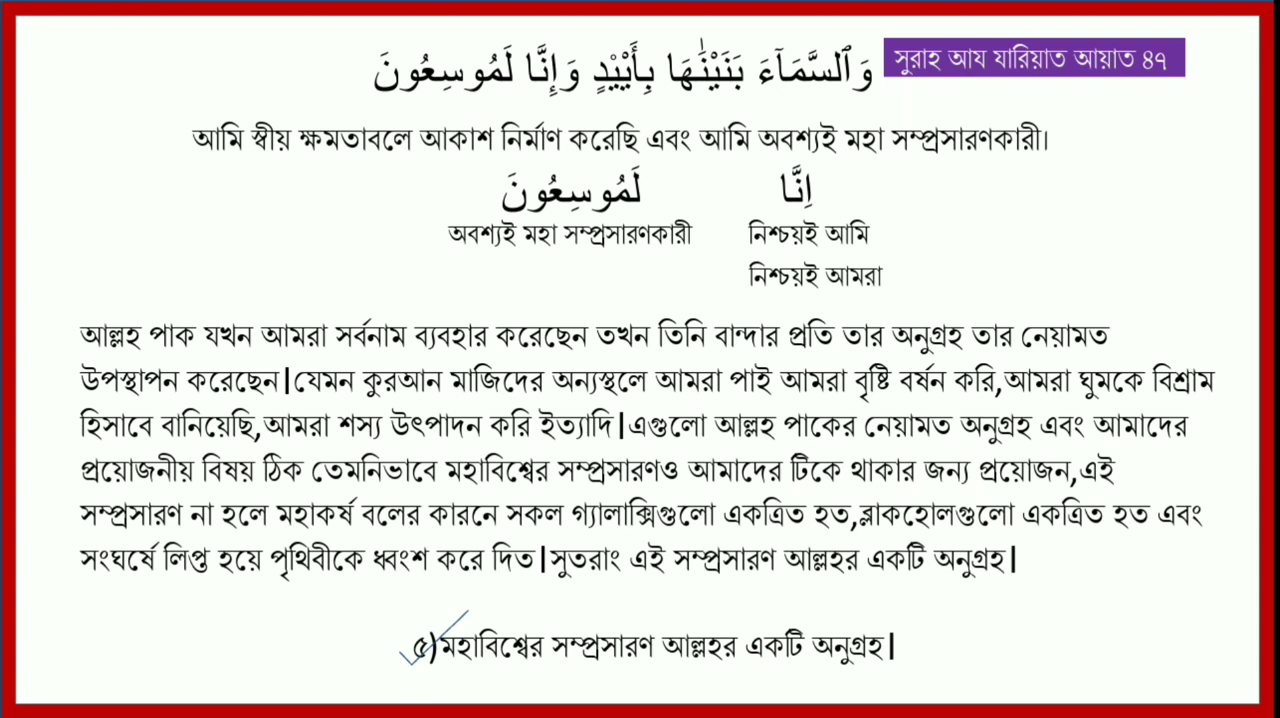 وَٱلسَّمَآءَ بَنَيْنَٰهَا بِأَيْيْدٍ وَإِنَّا لَمُوسِعُونَ
সুরাহ আয যারিয়াত আয়াত ৪৭
আমি স্বীয় ক্ষমতাবলে আকাশ নির্মাণ করেছি এবং আমি অবশ্যই মহা সম্প্রসারণকারী।
اِنَّا لَمُوسِعُونَ
অবশ্যই মহা সম্প্রসারণকারী নিশ্চয়ই আমি
নিশ্চয়ই আমরা
আল্লহ পাক যখন আমরা সর্বনাম ব্যবহার করেছেন তখন তিনি বান্দার প্রতি তার অনুগ্রহ তার নেয়ামত
উপস্থাপন করেছেন|যেমন কুরআন মাজিদের অন্যস্থলে আমরা পাই আমরা বৃষ্টি বর্ষন করি,আমরা ঘুমকে বিশ্রাম
হিসাবে বানিয়েছি,আমরা শস্য উৎপাদন করি ইত্যাদি|এগুলো আল্লহ পাকের নেয়ামত অনুগ্রহ এবং আমাদের
প্রয়োজনীয় বিষয় ঠিক তেমনিভাবে মহাবিশ্বের সম্প্রসারণও আমাদের টিকে থাকার জন্য প্রয়োজন,এই
সম্প্রসারণ না হলে মহাকর্ষ বলের কারনে সকল গ্যালাক্সিগুলো একত্রিত হত,ব্লাকহোলগুলো একত্রিত হত এবং
সংঘর্ষে লিপ্ত হয়ে পৃথিবীকে ধ্বংশ করে দিত|সুতরাং এই সম্প্রসারণ আল্লহর একটি অনুগ্রহ|
৫)মহাবিশ্বের সম্প্রসারণ আল্লহর একটি অনুগ্রহ|